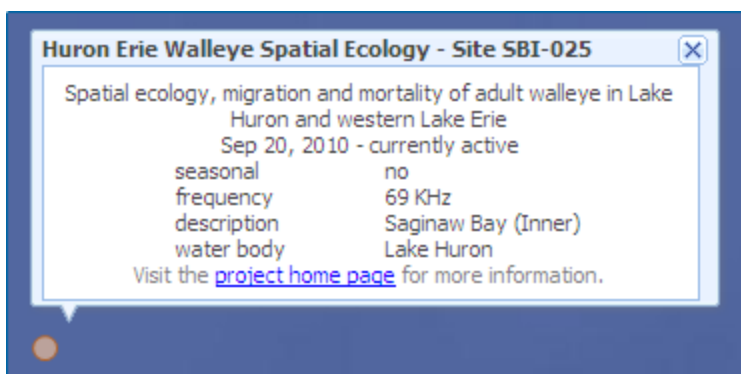 Huron Erie Walleye Spatial Ecology - Site SBI-025
Spatial ecology, migration and mortality of adult walleye in Lake
Huron and western Lake Erie
Sep 20, 2010 - currently active
seasonal no
frequency 69 KHz
description Saginaw Bay (Inner)
water body Lake Huron
Visit the project home page for more information.